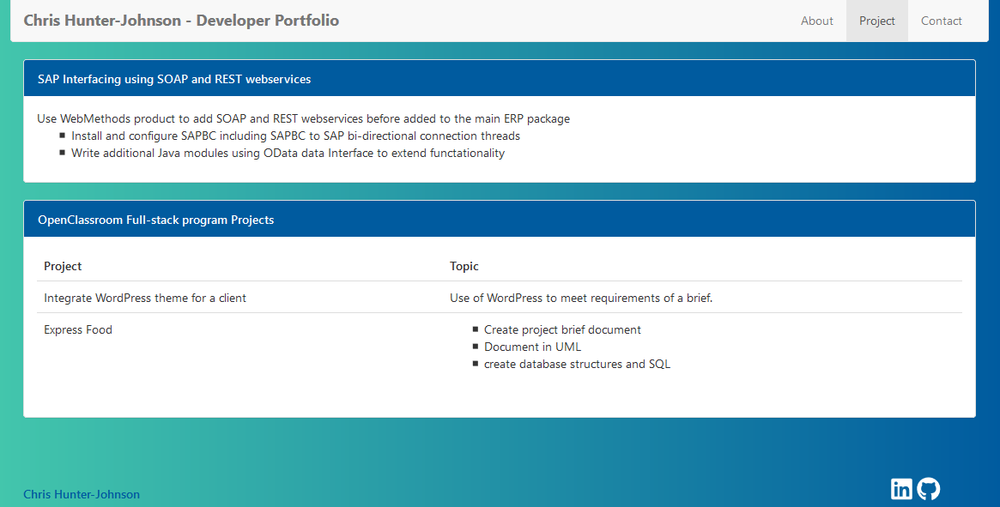 Chris Hunter-Johnson - Developer Portfolio
About
Project
Contact
SAP Interfacing using SOAP and REST webservices
Use WebMethods product to add SOAP and REST webservices before added to the main ERP package
Install and configure SAPBC including SAPBC to SAP bi-directional connection threads
Write additional Java modules using OData data Interface to extend functationality
OpenClassroom Full-stack program Projects
Project
Topic
Integrate WordPress theme for a client
Use of WordPress to meet requirements of a brief.
Express Food
Create project brief document
Document in UML
create database structures and SQL
Chris Hunter-Johnson
in